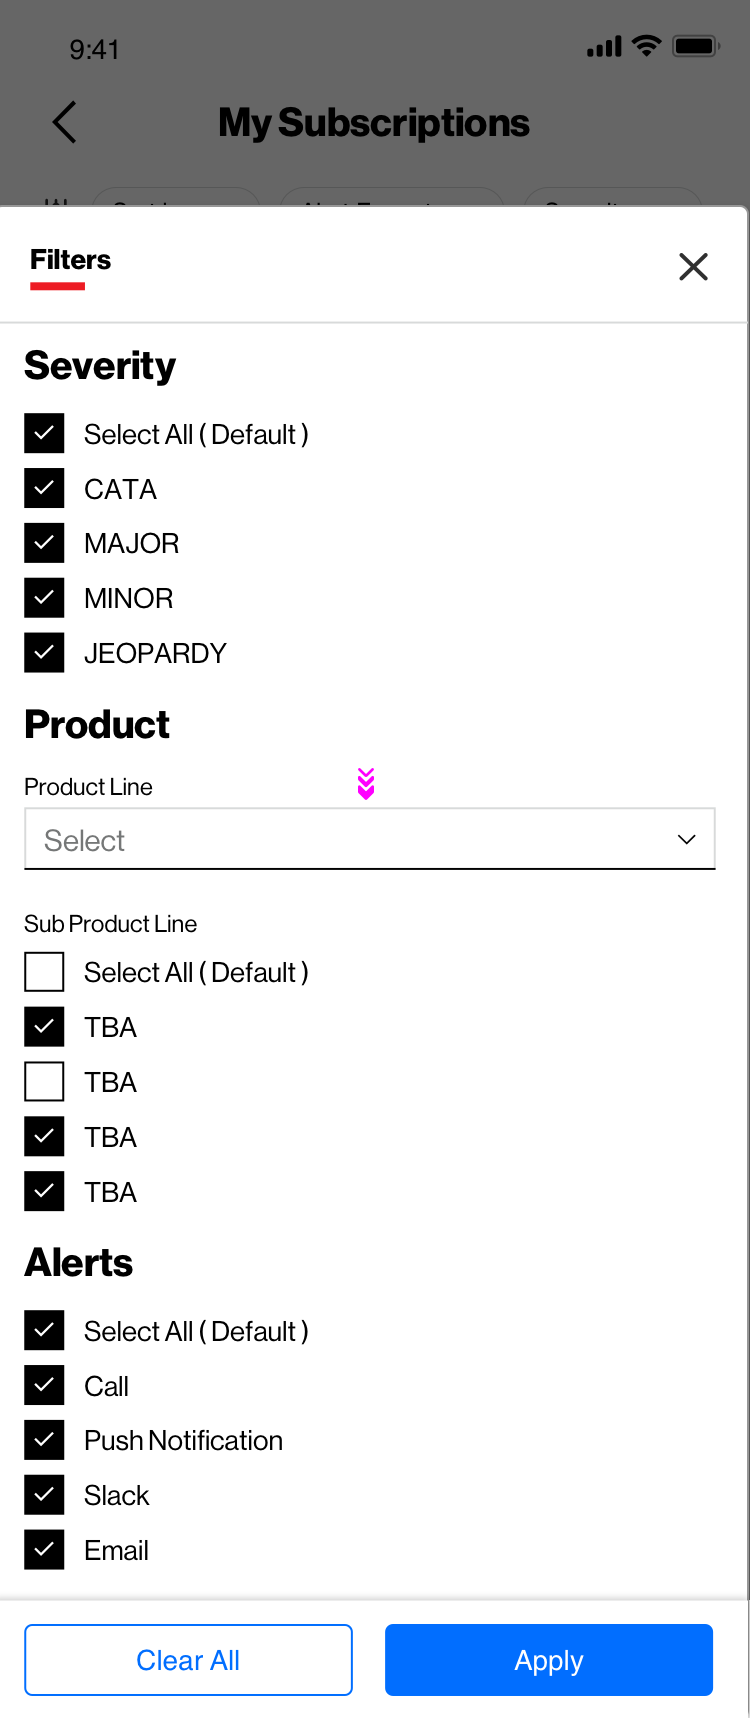 9:41
My Subscriptions
Filters
Severity
Select All ( Default )
CATA
MAJOR
MINOR
JEOPARDY
Product
Product Line
Select
Sub Product Line
Select All ( Default )
TBA
TBA
TBA
TBA
Alerts
Select All ( Default )
Call
Push Notification
Slack
Email
Clear All
Apply